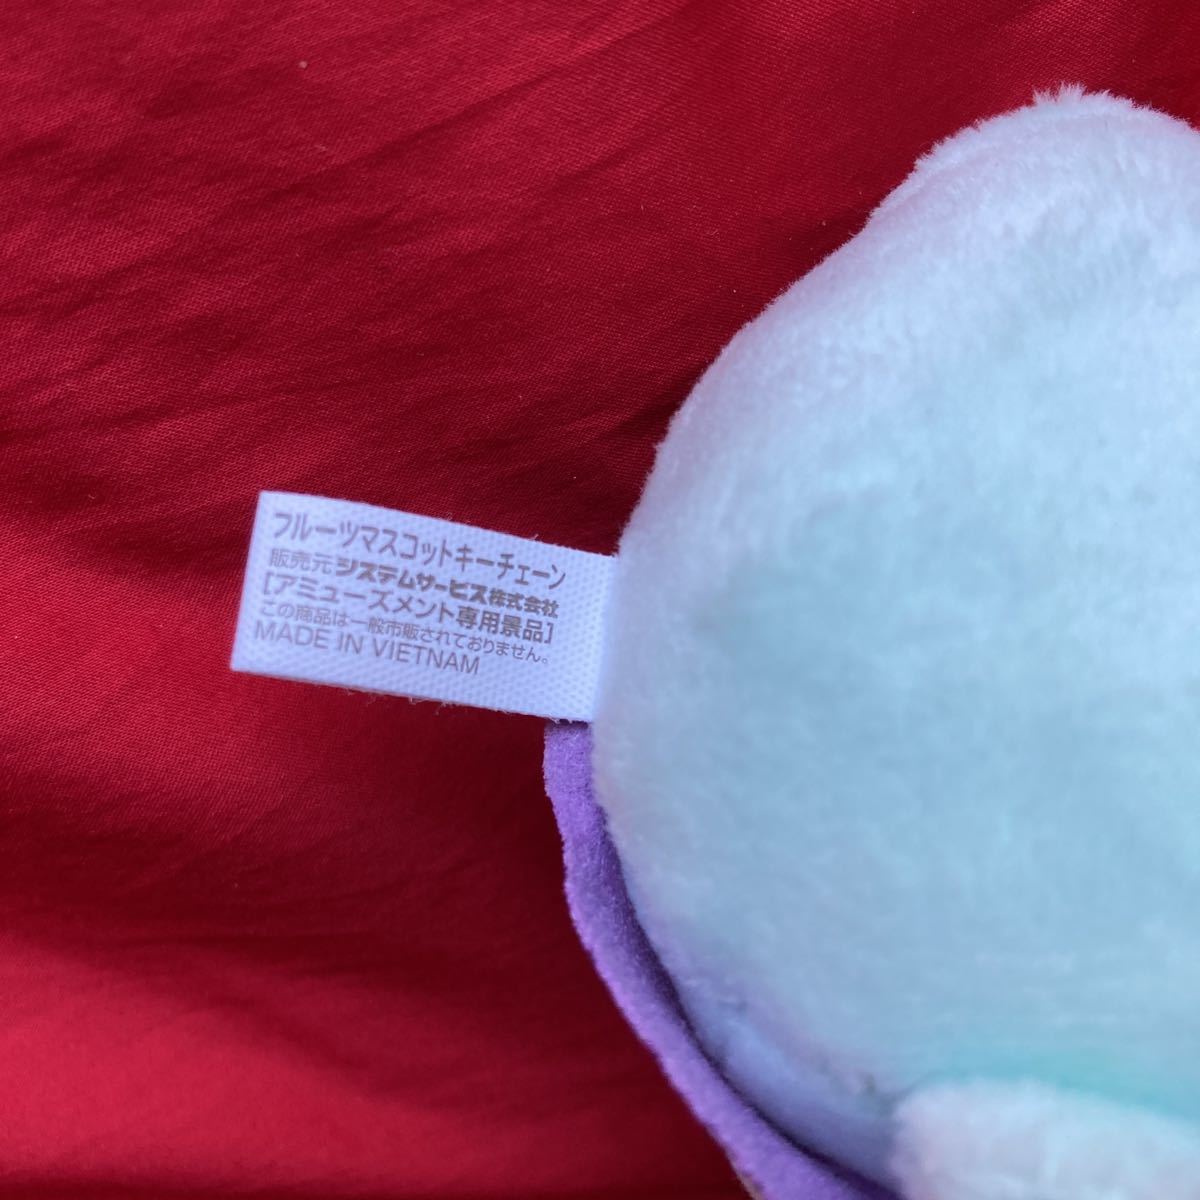 フルーツマスコットキーチェーン
販売元 システムサービス株式会社
[アミューズメント専用景品]
この商品は一般市販されておりません。
MADE IN VIETNAM